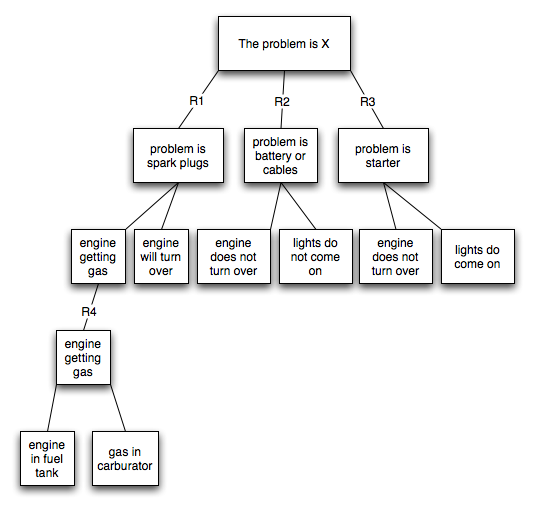 The problem is X
R1
R2
R3
problem is
spark plugs
problem is
battery or
cables
problem is
starter
engine
getting
gas
engine
will turn
over
engine
does not
turn over
lights do
not come
on
engine
does not
turn over
lights do
come on
R4
engine
getting
gas
engine
in fuel
tank
gas in
carburator